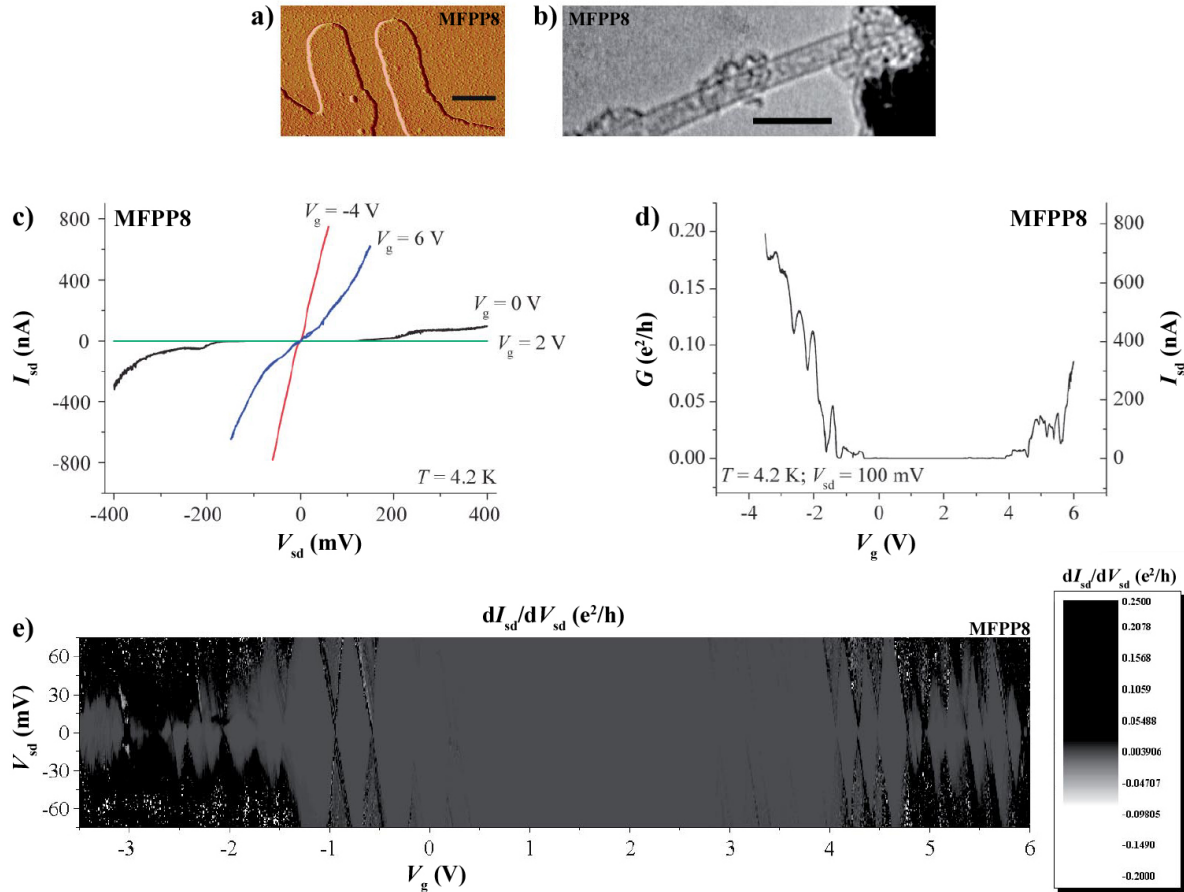 a) MFPP8
b) MFPP8
c) MFPP8
800
400
0
-400
-800
I_sd (nA)
V_g = -4 V
V_g = 6 V
V_g = 0 V
V_g = 2 V
T = 4.2 K
-400 -200 0 200 400
V_sd (mV)
d) MFPP8
0.20
0.15
0.10
0.05
0.00
G (e²/h)
800
600
400
200
0
I_sd (nA)
T = 4.2 K; V_sd = 100 mV
-4 -2 0 2 4 6
V_g (V)
e) dI_sd/dV_sd (e²/h)
MFPP8
60
30
0
-30
-60
V_sd (mV)
-3 -2 -1 0 1 2 3 4 5 6
V_g (V)
dI_sd/dV_sd (e²/h)
0.2500
0.2078
0.1568
0.1059
0.05488
0.003906
-0.04707
-0.09805
-0.1490
-0.2000